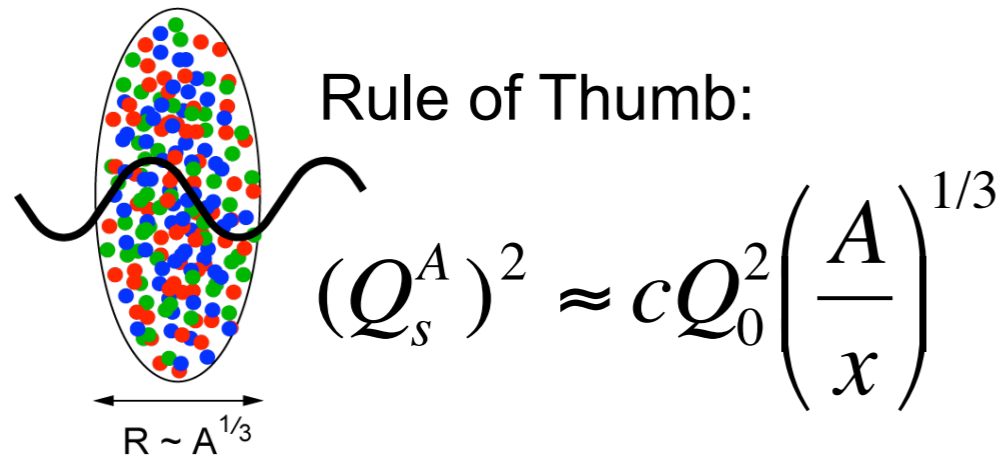 Rule of Thumb:
(Q_s^A)^2 ≈ cQ_0^2(A/x)^{1/3}
R ~ A^{1/3}